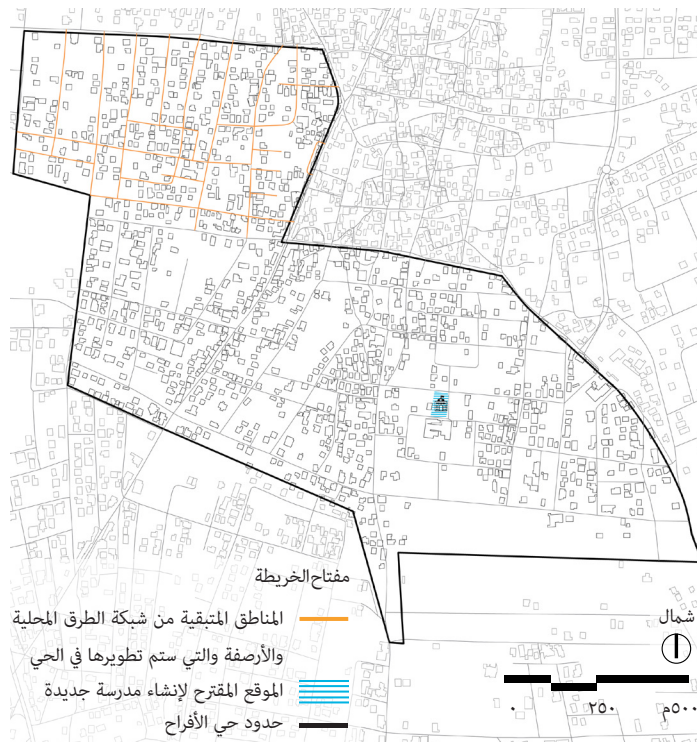 مفتاح الخريطة
المناطق المتبقية من شبكة الطرق المحلية
والأرصفة والتي ستم تطويرها في الحي
الموقع المقترح لإنشاء مدرسة جديدة
حدود حي الأفراح
شمال
٠ ٢٥٠ ٥٠٠م